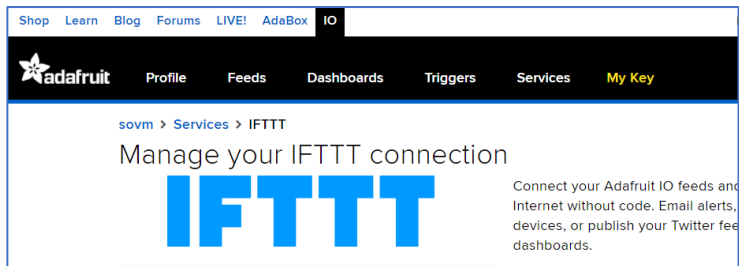 Shop Learn Blog Forums LIVE! AdaBox IO
adafruit Profile Feeds Dashboards Triggers Services My Key
sovm > Services > IFTTT
Manage your IFTTT connection
IFTTT
Connect your Adafruit IO feeds and
Internet without code. Email alerts,
devices, or publish your Twitter fee
dashboards.